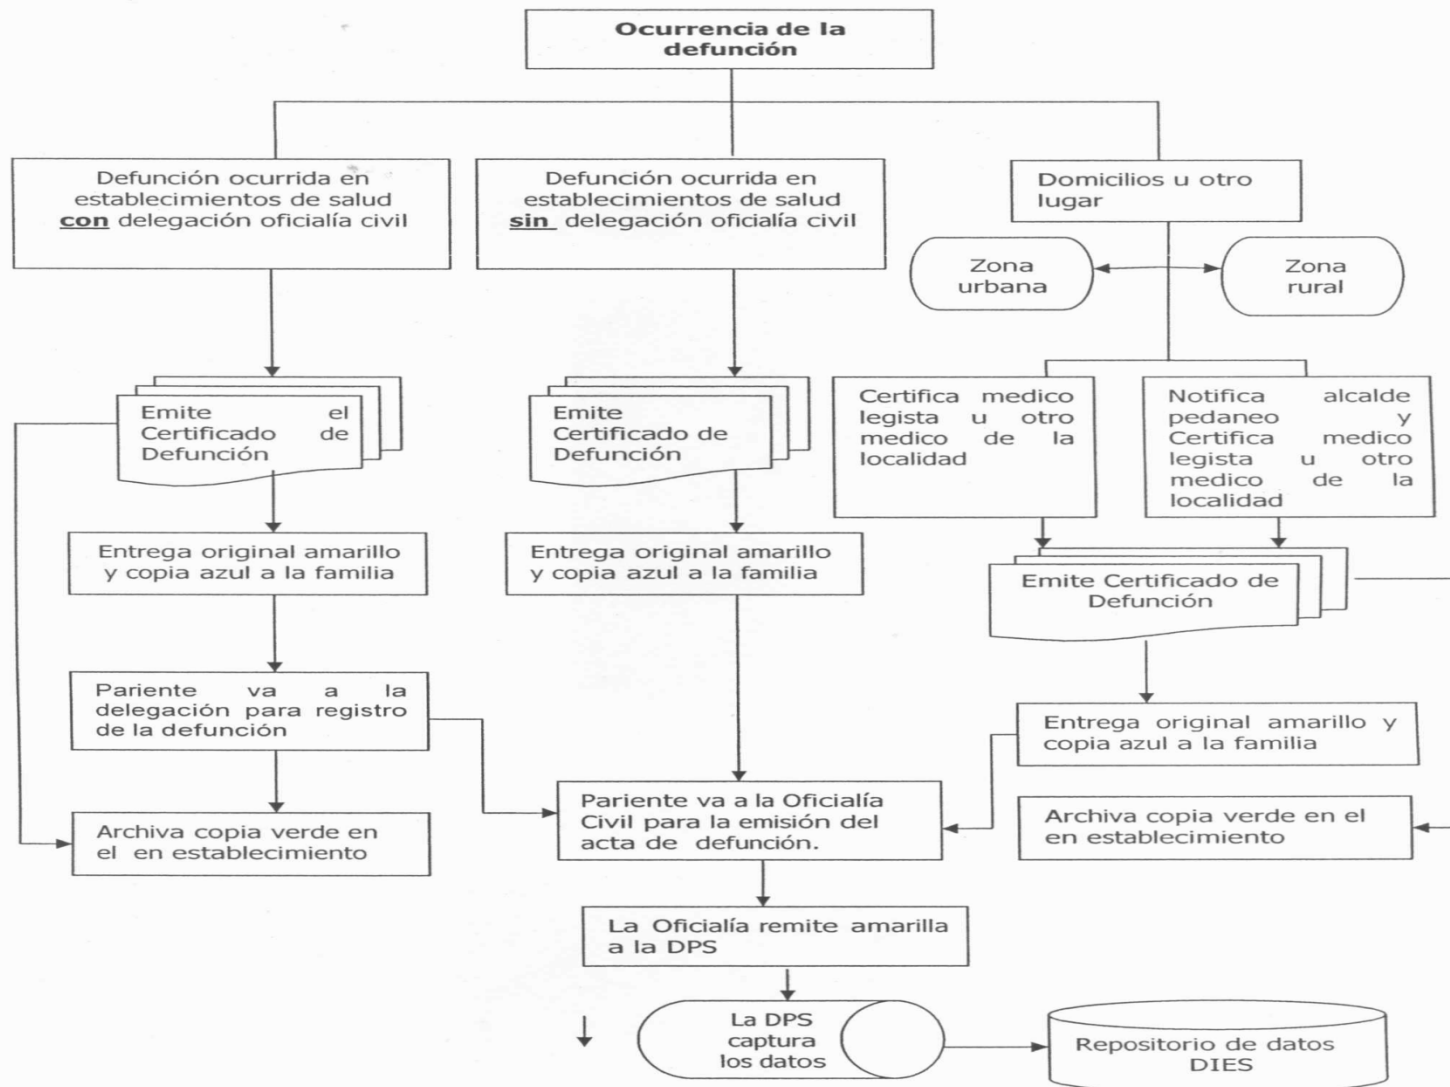 Ocurrencia de la
defunción
Defunción ocurrida en
establecimientos de salud
con delegación oficialía civil
Defunción ocurrida en
establecimientos de salud
sin delegación oficialía civil
Domicilios u otro
lugar
Zona
urbana
Zona
rural
Emite el
Certificado de
Defunción
Emite
Certificado de
Defunción
Certifica medico
legista u otro
medico de la
localidad
Notifica alcalde
pedaneo y
Certifica medico
legista u otro
medico de la
localidad
Entrega original amarillo
y copia azul a la familia
Entrega original amarillo
y copia azul a la familia
Emite Certificado de
Defunción
Pariente va a la
delegación para registro
de la defunción
Entrega original amarillo y
copia azul a la familia
Archiva copia verde en
el en establecimiento
Pariente va a la Oficialía
Civil para la emisión del
acta de defunción.
Archiva copia verde en el
en establecimiento
La Oficialía remite amarilla
a la DPS
La DPS
captura
los datos
Repositorio de datos
DIES